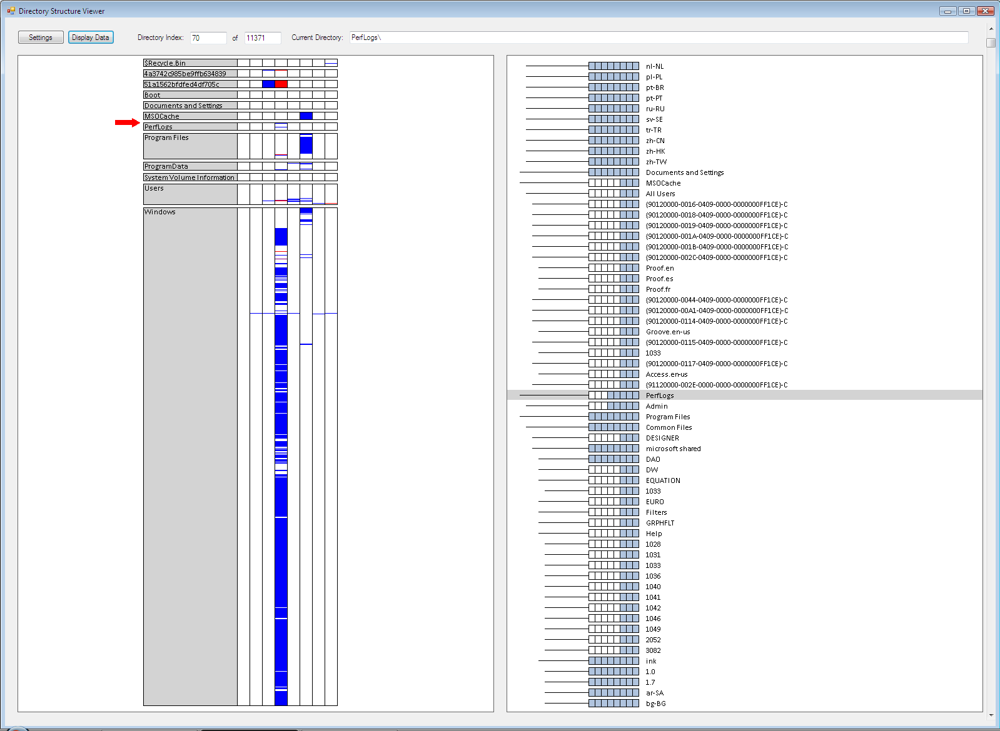 Directory Structure Viewer
Settings
Display Data
Directory Index:
70
of
11371
Current Directory:
PerfLogs\
$Recycle.Bin
4a3742c985be9ffb634839
51a1562bfdfed4df705c
Boot
Documents and Settings
MSOCache
PerfLogs
Program Files
ProgramData
System Volume Information
Users
Windows
nl-NL
pl-PL
pt-BR
pt-PT
ru-RU
sv-SE
tr-TR
zh-CN
zh-HK
zh-TW
Documents and Settings
MSOCache
All Users
{90120000-0016-0409-0000-0000000FF1CE}-C
{90120000-0018-0409-0000-0000000FF1CE}-C
{90120000-0019-0409-0000-0000000FF1CE}-C
{90120000-001A-0409-0000-0000000FF1CE}-C
{90120000-001B-0409-0000-0000000FF1CE}-C
{90120000-002C-0409-0000-0000000FF1CE}-C
Proof.en
Proof.es
Proof.fr
{90120000-0044-0409-0000-0000000FF1CE}-C
{90120000-00A1-0409-0000-0000000FF1CE}-C
{90120000-0114-0409-0000-0000000FF1CE}-C
Groove.en-us
{90120000-0115-0409-0000-0000000FF1CE}-C
1033
{90120000-0117-0409-0000-0000000FF1CE}-C
Access.en-us
{91120000-002E-0000-0000-0000000FF1CE}-C
PerfLogs
Admin
Program Files
Common Files
DESIGNER
microsoft shared
DAO
DW
EQUATION
1033
EURO
Filters
GRPHFLT
Help
1028
1031
1033
1036
1040
1041
1042
1046
1049
2052
3082
ink
1.0
1.7
ar-SA
bg-BG